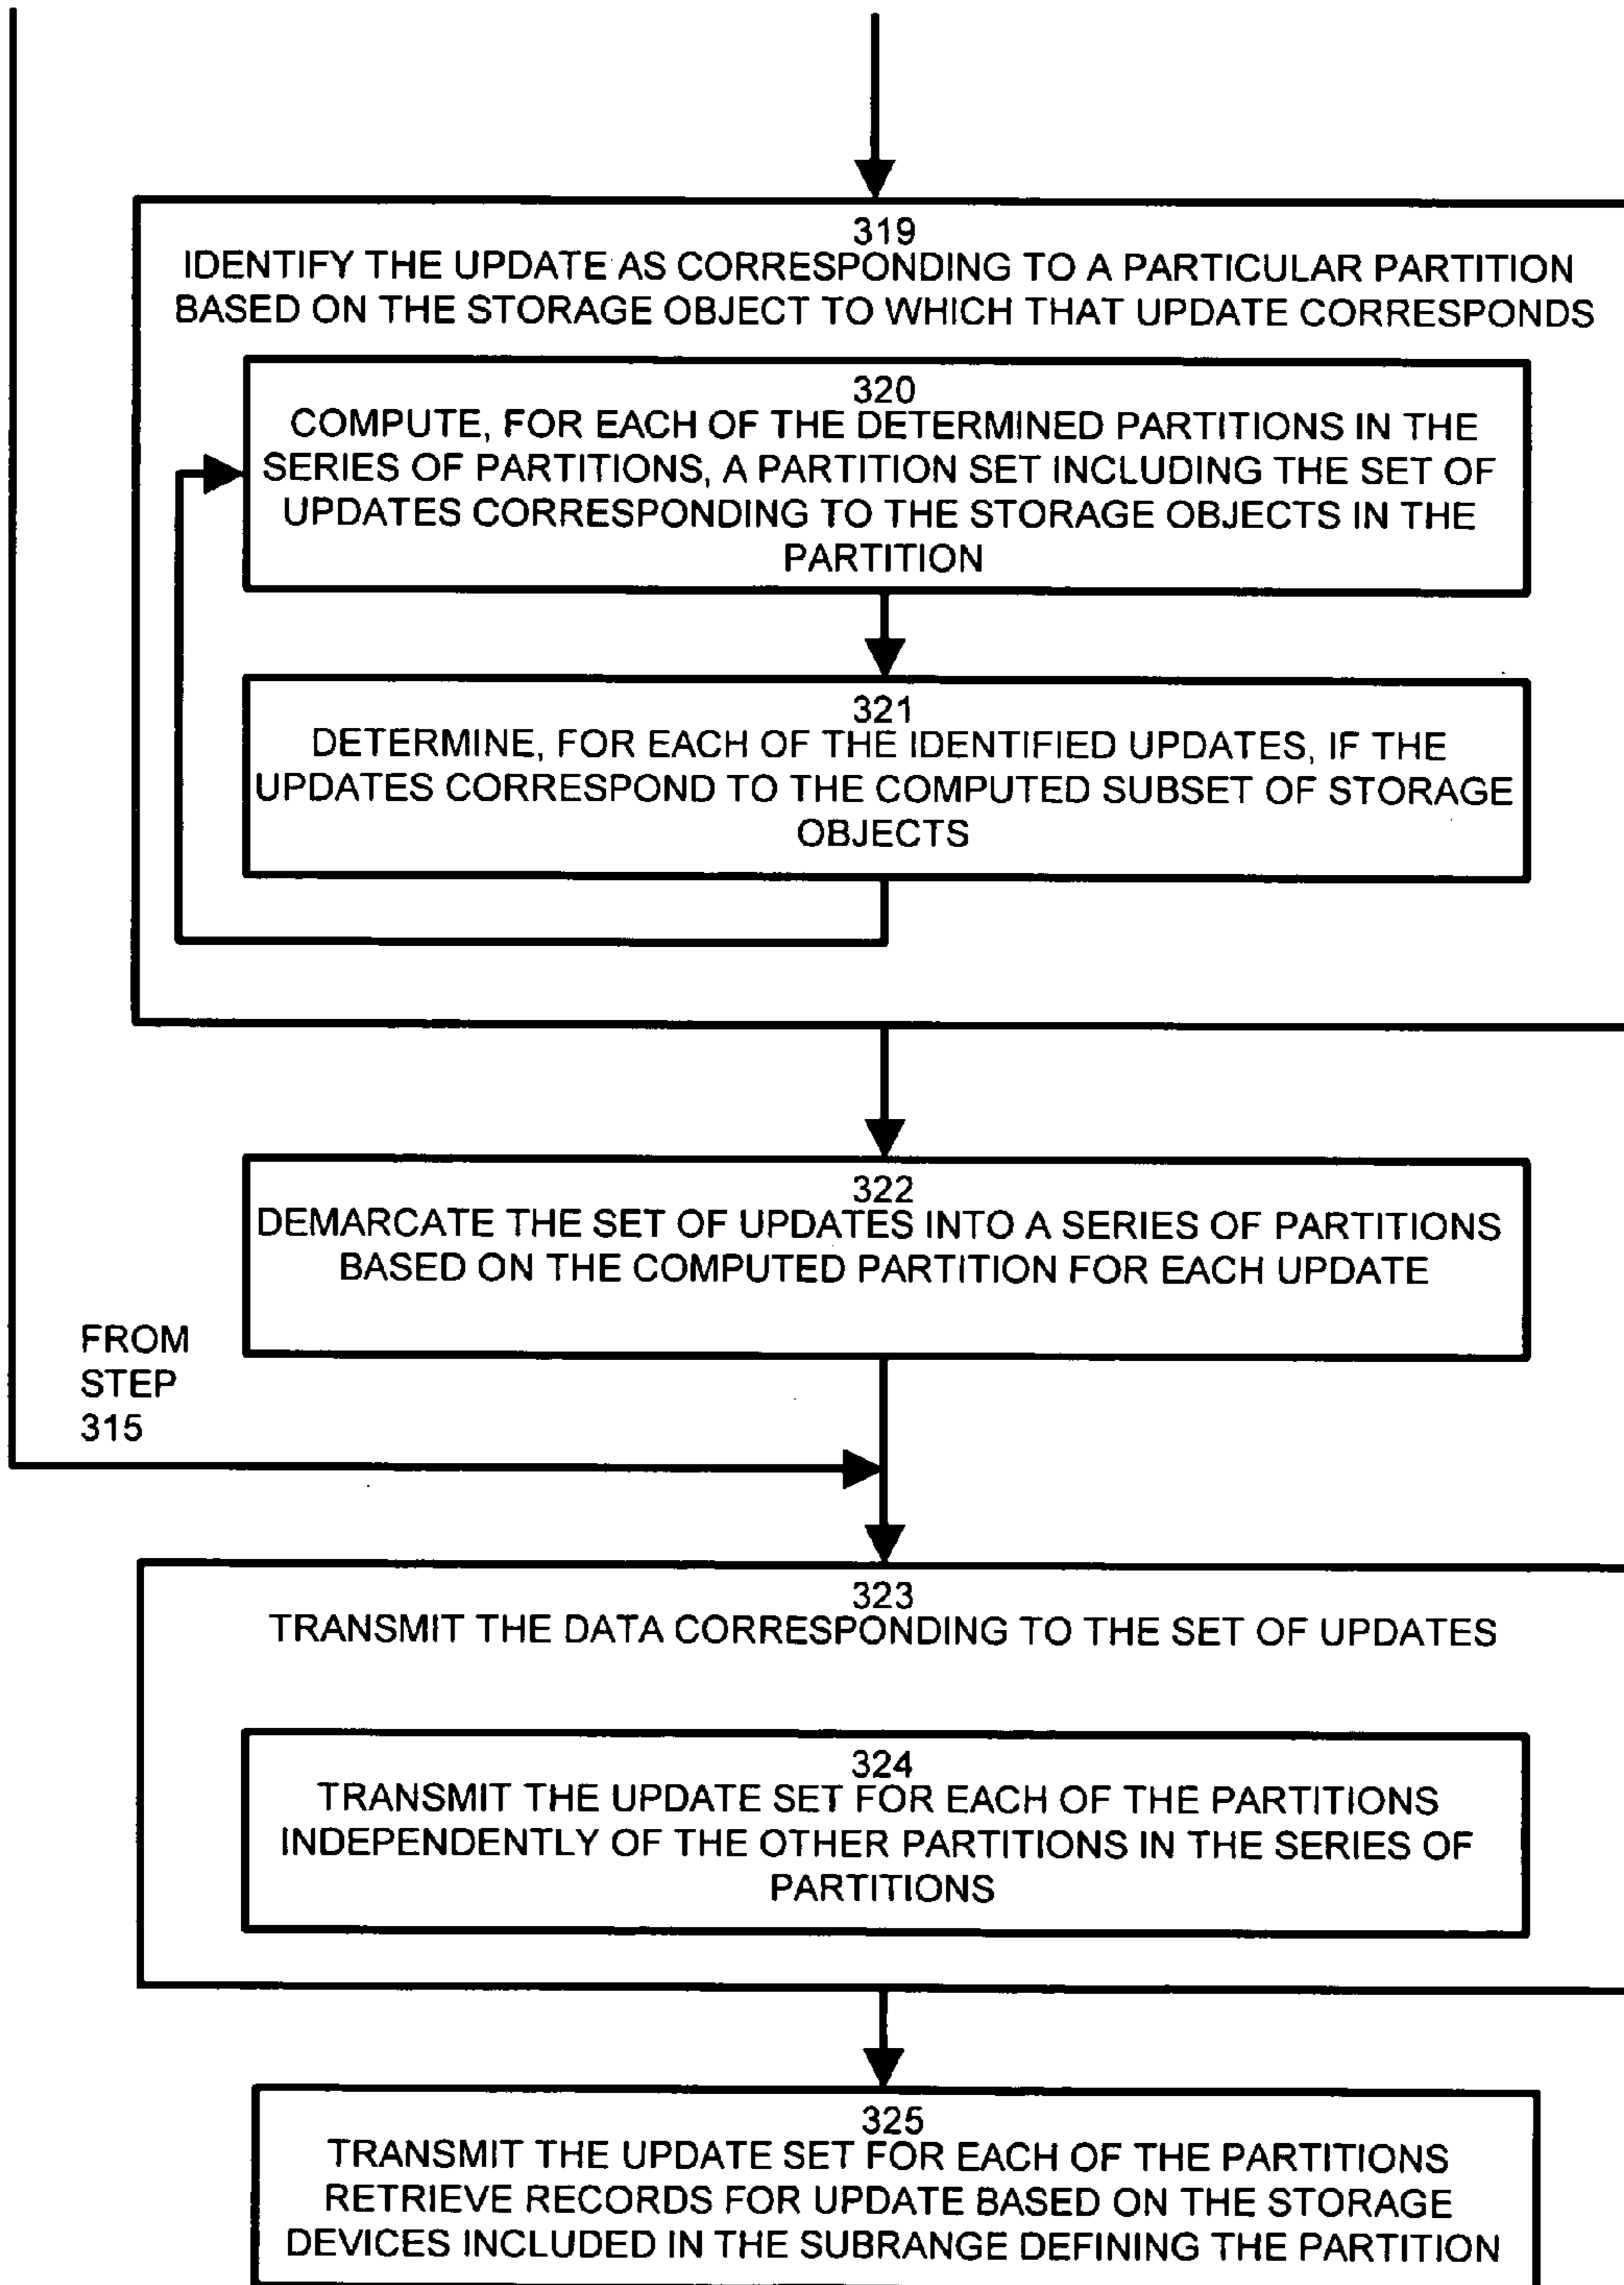 319
IDENTIFY THE UPDATE AS CORRESPONDING TO A PARTICULAR PARTITION
BASED ON THE STORAGE OBJECT TO WHICH THAT UPDATE CORRESPONDS
320
COMPUTE, FOR EACH OF THE DETERMINED PARTITIONS IN THE
SERIES OF PARTITIONS, A PARTITION SET INCLUDING THE SET OF
UPDATES CORRESPONDING TO THE STORAGE OBJECTS IN THE
PARTITION
321
DETERMINE, FOR EACH OF THE IDENTIFIED UPDATES, IF THE
UPDATES CORRESPOND TO THE COMPUTED SUBSET OF STORAGE
OBJECTS
322
DEMARCATE THE SET OF UPDATES INTO A SERIES OF PARTITIONS
BASED ON THE COMPUTED PARTITION FOR EACH UPDATE
FROM
STEP
315
323
TRANSMIT THE DATA CORRESPONDING TO THE SET OF UPDATES
324
TRANSMIT THE UPDATE SET FOR EACH OF THE PARTITIONS
INDEPENDENTLY OF THE OTHER PARTITIONS IN THE SERIES OF
PARTITIONS
325
TRANSMIT THE UPDATE SET FOR EACH OF THE PARTITIONS
RETRIEVE RECORDS FOR UPDATE BASED ON THE STORAGE
DEVICES INCLUDED IN THE SUBRANGE DEFINING THE PARTITION